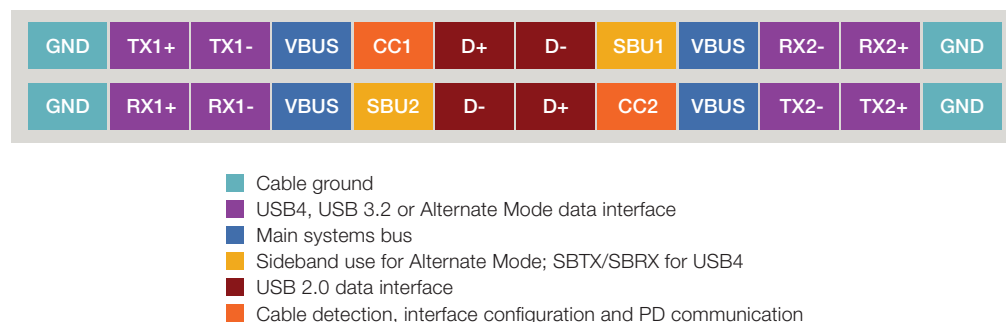 GND TX1+ TX1- VBUS CC1 D+ D- SBU1 VBUS RX2- RX2+ GND
GND RX1+ RX1- VBUS SBU2 D- D+ CC2 VBUS TX2- TX2+ GND
Cable ground
USB4, USB 3.2 or Alternate Mode data interface
Main systems bus
Sideband use for Alternate Mode; SBTX/SBRX for USB4
USB 2.0 data interface
Cable detection, interface configuration and PD communication